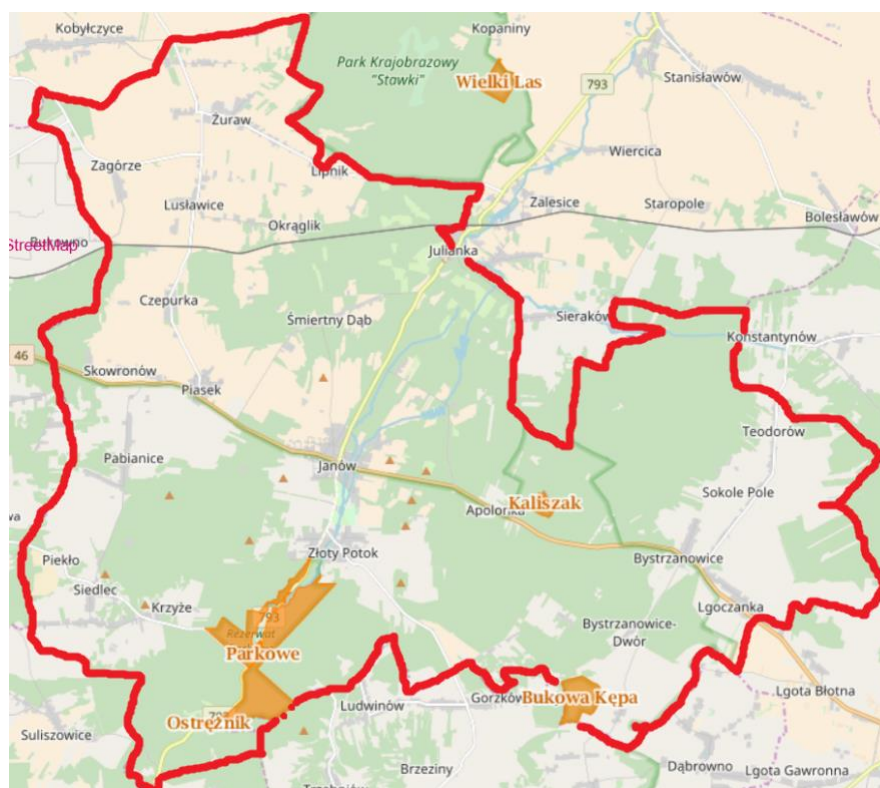 Kobyłczyce
Kopaniny
Park Krajobrazowy
"Stawki"
Wielki Las
793
Stanisławów
Żuraw
Wiercica
Zagórze
Lipnik
Lusławice
Zalesice
Staropole
Okrąglik
Bolesławów
StreetMap
Bukowno
Julianka
Czepurka
Śmiertny Dąb
Sieraków
Konstantynów
46
Skowronów
Piasek
Teodorów
Pabianice
Janów
Sokole Pole
Kaliszak
Apolonka
Złoty Potok
Piekło
Bystrzanowice
Siedlec
Krzyże
793
Lgoczanka
Rezerwat
Bystrzanowice-
Dwór
Parkowe
Gorzków
Bukowa Kępa
Ludwinów
Lgota Błotna
Ostrężnik
Suliszowice
Dąbrowno
Brzeziny
Lgota Gawronna